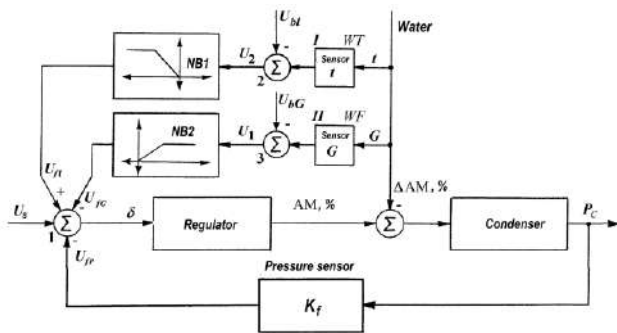 U_bt
Water
I WT
NB1
U_2
2
Σ
Sensor
t
t
U_bG
II WF
NB2
U_1
3
Σ
Sensor
G
G
U_ft
+
U_fG
ΔAM, %
U_s
1
Σ
δ
Regulator
AM, %
Σ
Condenser
P_C
U_fP
Pressure sensor
K_f